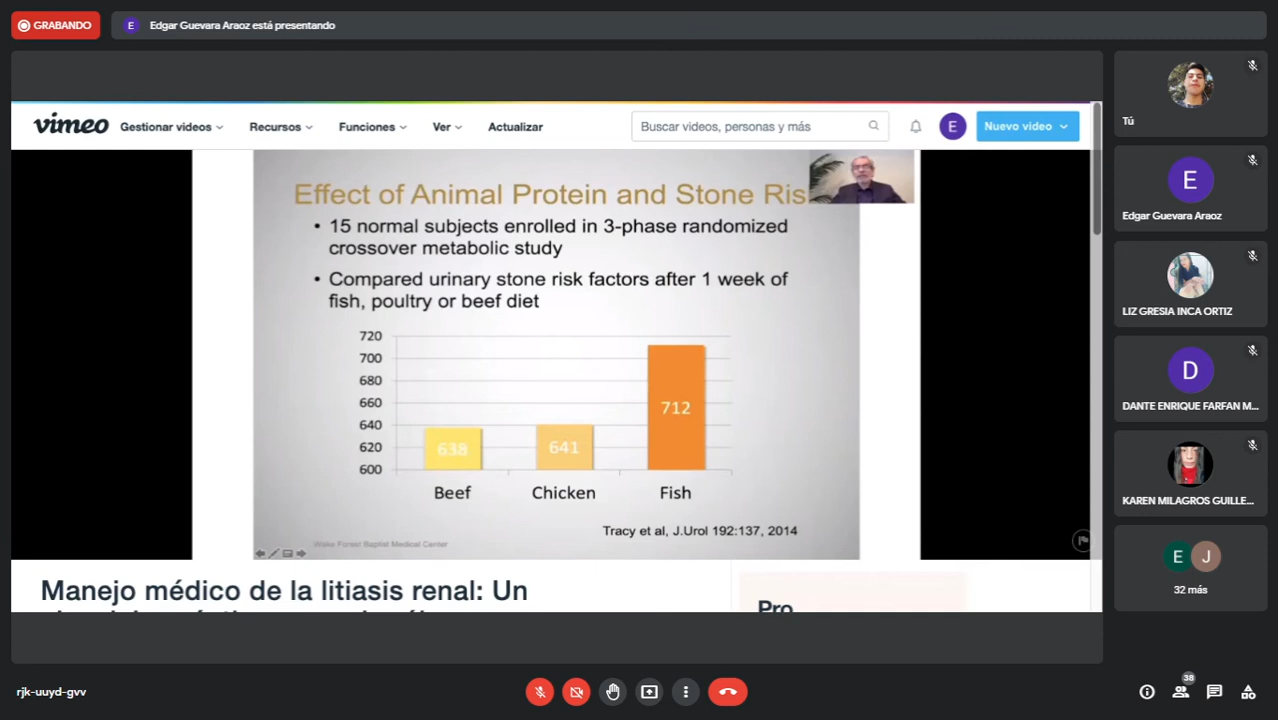 GRABANDO
E
Edgar Guevara Araoz está presentando
vimeo
Gestionar videos
Recursos
Funciones
Ver
Actualizar
Buscar videos, personas y más
E
Nuevo video
Effect of Animal Protein and Stone Ris
• 15 normal subjects enrolled in 3-phase randomized
crossover metabolic study
• Compared urinary stone risk factors after 1 week of
fish, poultry or beef diet
720
700
680
660
640
620
600
638
641
712
Beef
Chicken
Fish
Tracy et al, J.Urol 192:137, 2014
Wake Forest Baptist Medical Center
Manejo médico de la litiasis renal: Un
Pro
Tú
E
Edgar Guevara Araoz
LIZ GRESIA INCA ORTIZ
D
DANTE ENRIQUE FARFAN M...
KAREN MILAGROS GUILLE...
E
J
32 más
rjk-uuyd-gvv
38